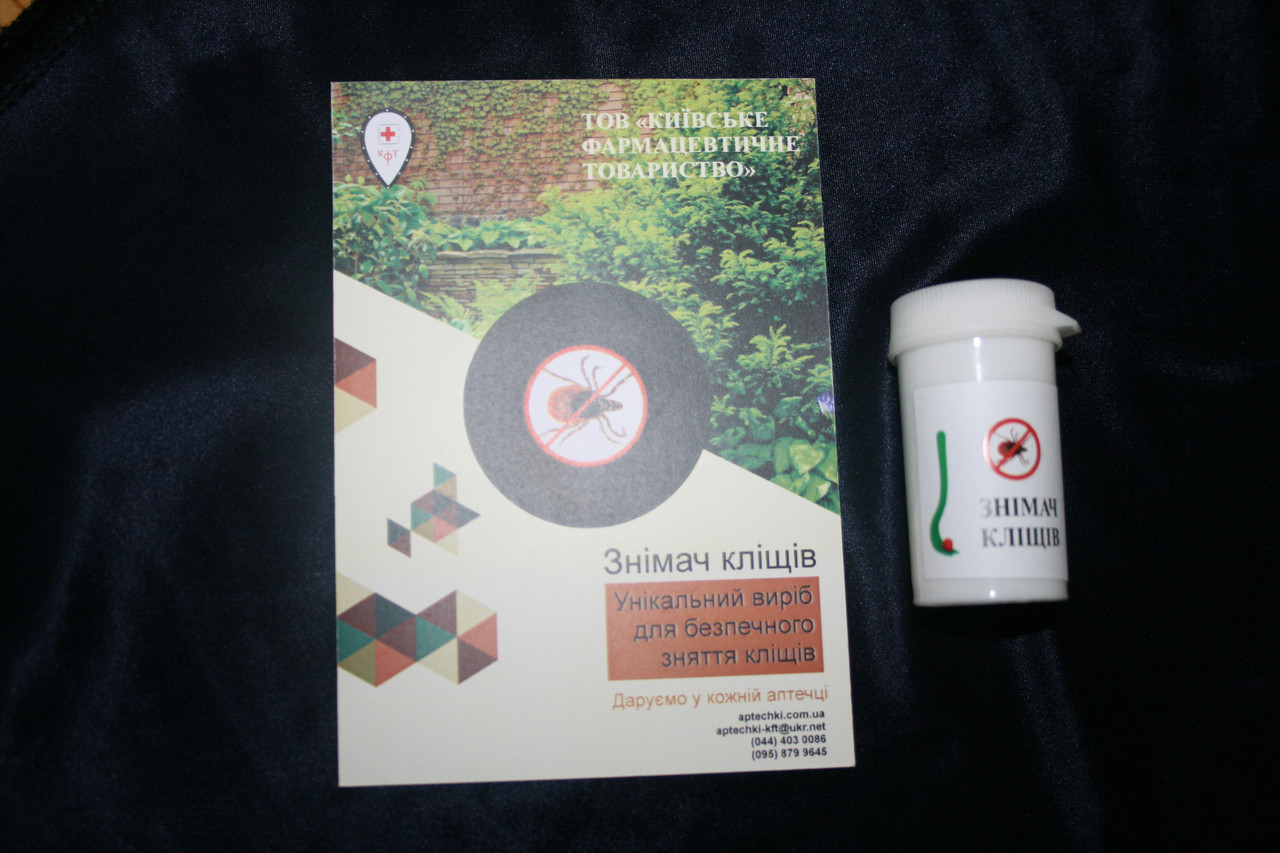 КФТ
ТОВ «КИЇВСЬКЕ
ФАРМАЦЕВТИЧНЕ
ТОВАРИСТВО»
Знімач кліщів
Унікальний виріб
для безпечного
зняття кліщів
Даруємо у кожній аптечці
aptechki.com.ua
aptechki-kft@ukr.net
(044) 403 0086
(095) 879 9645
ЗНІМАЧ
КЛІЩІВ